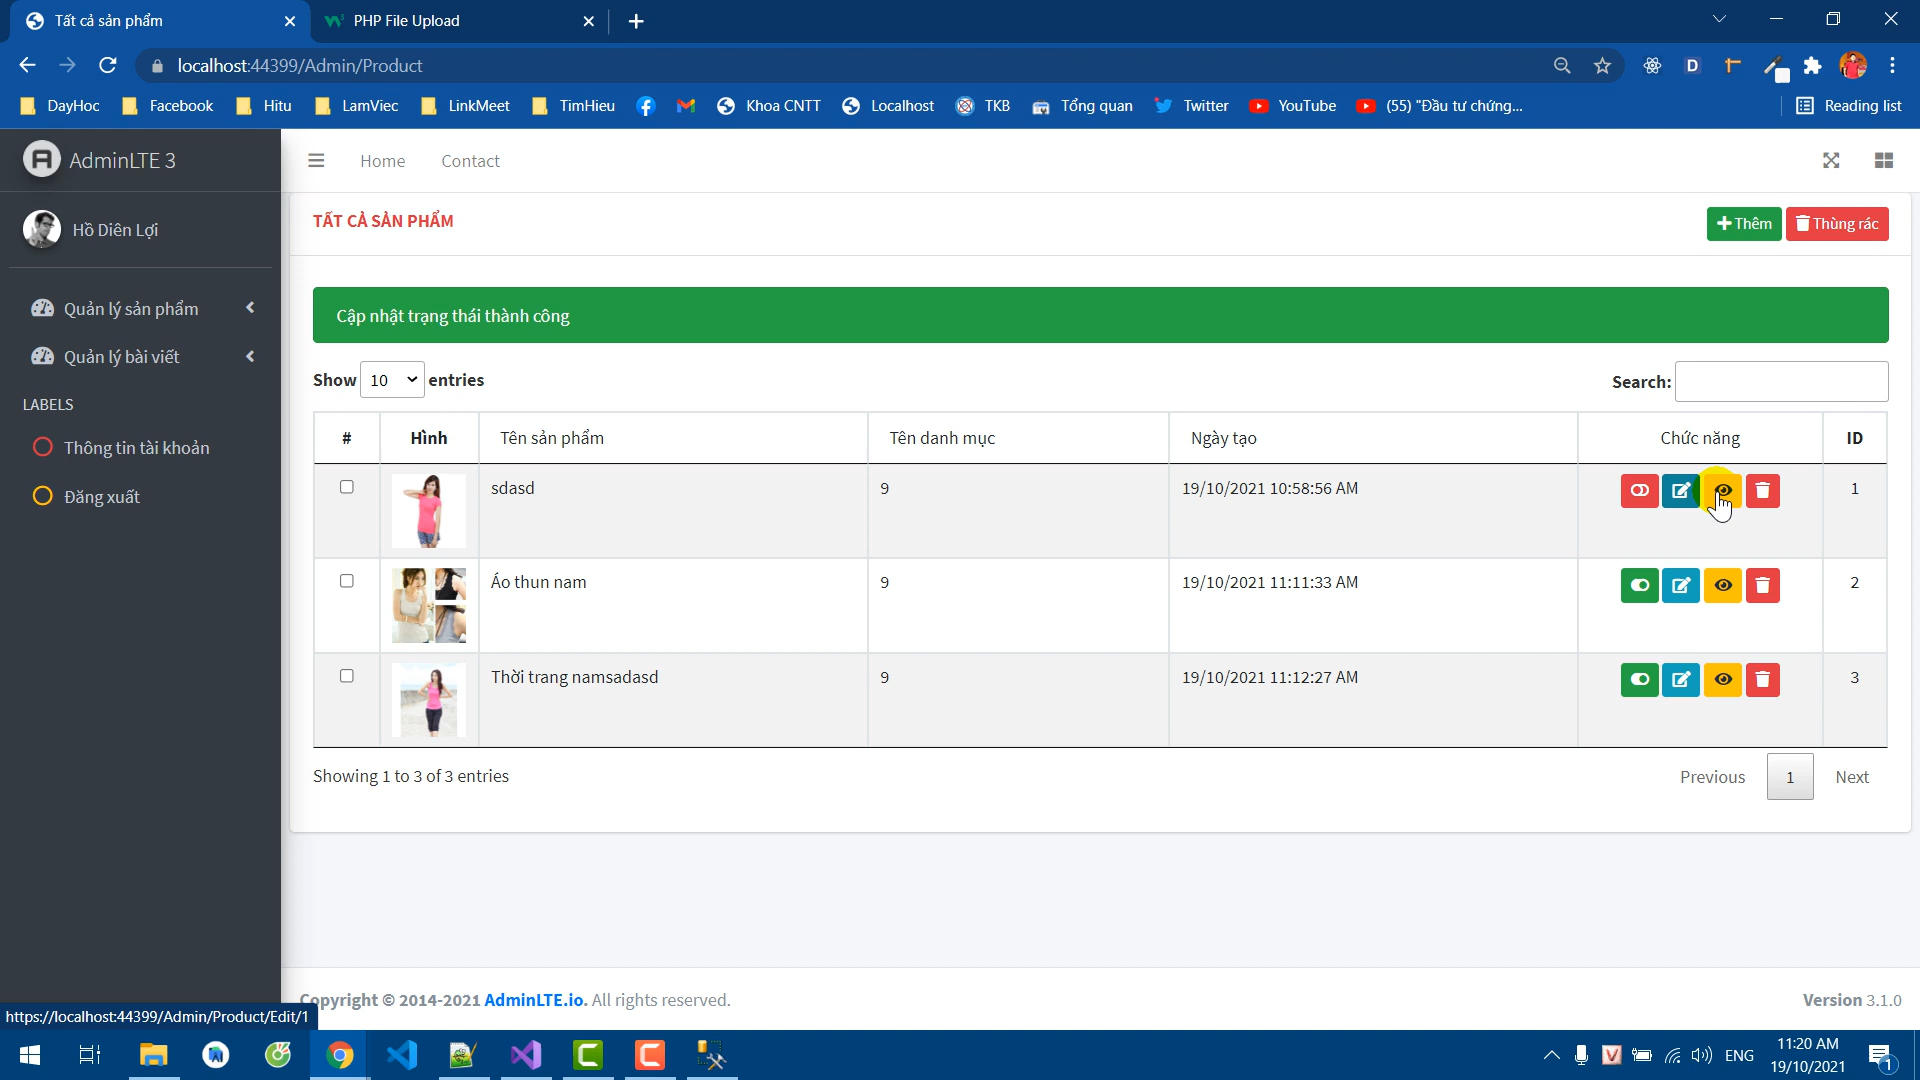 Tất cả sản phẩm
PHP File Upload
localhost:44399/Admin/Product
DayHoc
Facebook
Hitu
LamViec
LinkMeet
TimHieu
Khoa CNTT
Localhost
TKB
Tổng quan
Twitter
YouTube
(55) "Đầu tư chứng...
Reading list
AdminLTE 3
Home
Contact
Hồ Diên Lợi
TẤT CẢ SẢN PHẨM
Thêm
Thùng rác
Quản lý sản phẩm
Quản lý bài viết
LABELS
Thông tin tài khoản
Đăng xuất
Cập nhật trạng thái thành công
Show 10 entries
Search:
# Hình Tên sản phẩm Tên danh mục Ngày tạo Chức năng ID
sdasd 9 19/10/2021 10:58:56 AM 1
Áo thun nam 9 19/10/2021 11:11:33 AM 2
Thời trang namsadasd 9 19/10/2021 11:12:27 AM 3
Showing 1 to 3 of 3 entries
Previous 1 Next
Copyright © 2014-2021 AdminLTE.io. All rights reserved.
Version 3.1.0
https://localhost:44399/Admin/Product/Edit/1
ENG
11:20 AM
19/10/2021
1